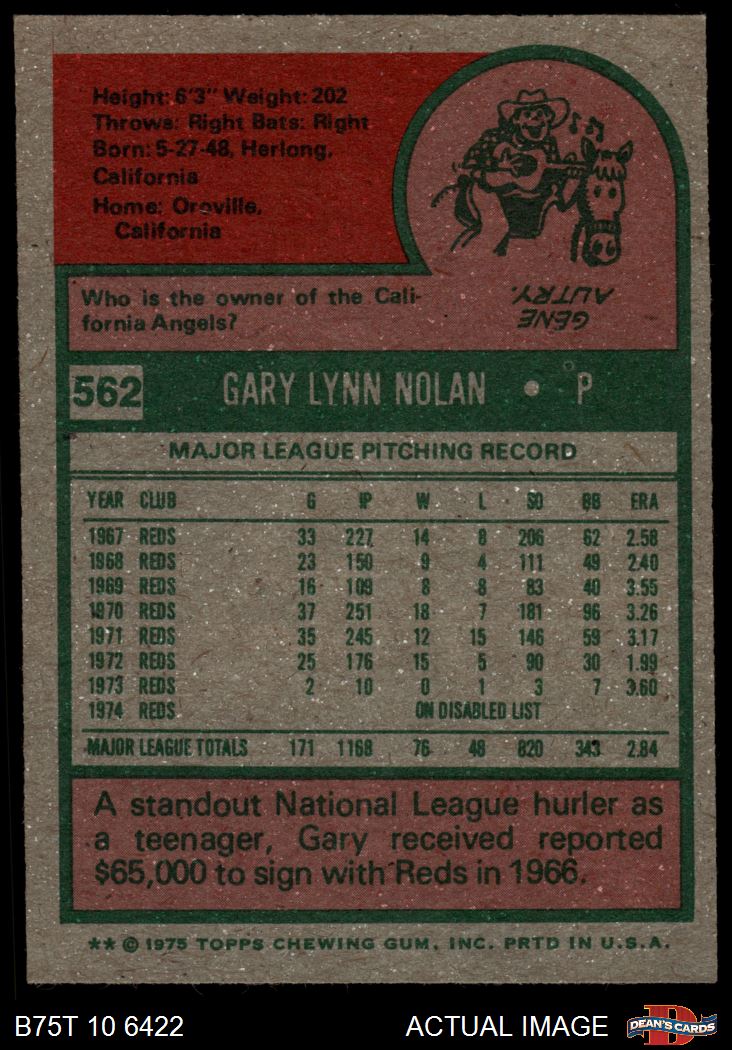 Height: 6'3" Weight: 202
Throws: Right Bats: Right
Born: 5-27-48, Herlong,
California
Home: Oroville,
California
Who is the owner of the Cali-
fornia Angels?
GENE
AUTRY.
562 GARY LYNN NOLAN • P
MAJOR LEAGUE PITCHING RECORD
YEAR CLUB G IP W L SO BB ERA
1967 REDS 33 227 14 8 206 62 2.58
1968 REDS 23 150 9 4 111 49 2.40
1969 REDS 16 109 8 8 83 40 3.55
1970 REDS 37 251 18 7 181 96 3.26
1971 REDS 35 245 12 15 146 59 3.17
1972 REDS 25 176 15 5 90 30 1.99
1973 REDS 2 10 0 1 3 7 3.60
1974 REDS ON DISABLED LIST
MAJOR LEAGUE TOTALS 171 1168 76 48 820 343 2.84
A standout National League hurler as
a teenager, Gary received reported
$65,000 to sign with Reds in 1966.
** © 1975 TOPPS CHEWING GUM, INC. PRTD IN U.S.A.
B75T 10 6422 ACTUAL IMAGE D DEAN'S CARDS